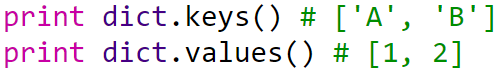 print dict.keys() # ['A', 'B']
print dict.values() # [1, 2]